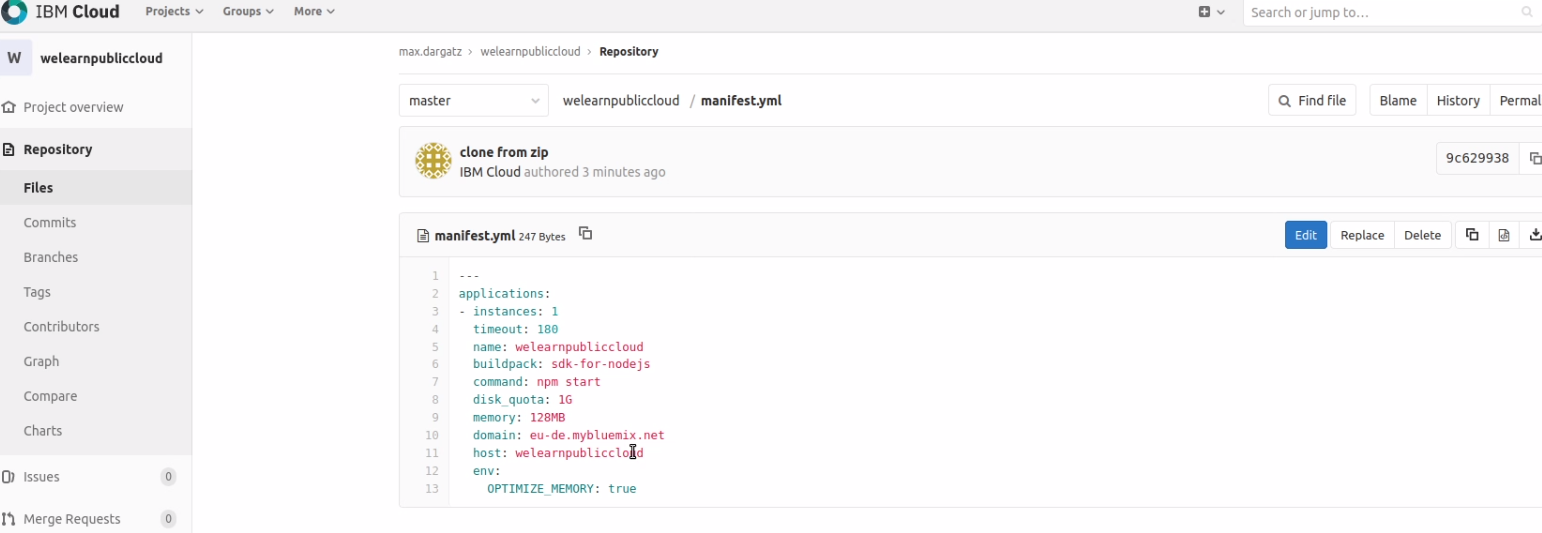 IBM Cloud Projects Groups More Search or jump to...
W welearnpubliccloud
Project overview
Repository
Files
Commits
Branches
Tags
Contributors
Graph
Compare
Charts
Issues 0
Merge Requests 0
max.dargatz › welearnpubliccloud › Repository
master welearnpubliccloud / manifest.yml Find file Blame History Permal
clone from zip
IBM Cloud authored 3 minutes ago
9c629938
manifest.yml 247 Bytes Edit Replace Delete
1 ---
2 applications:
3 - instances: 1
4   timeout: 180
5   name: welearnpubliccloud
6   buildpack: sdk-for-nodejs
7   command: npm start
8   disk_quota: 1G
9   memory: 128MB
10   domain: eu-de.mybluemix.net
11   host: welearnpubliccloud
12   env:
13     OPTIMIZE_MEMORY: true